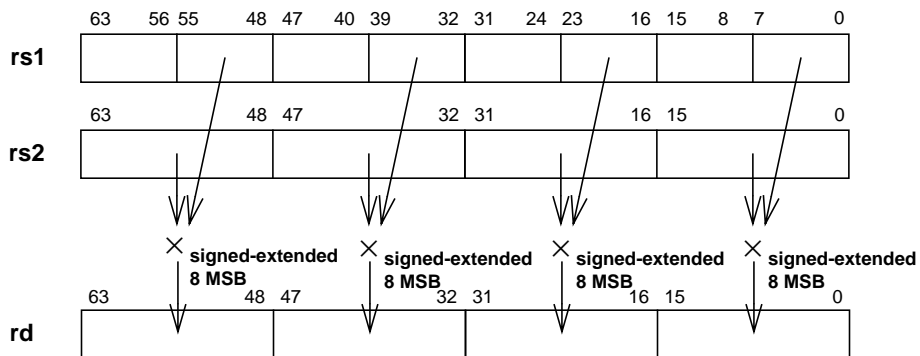 63 56 55 48 47 40 39 32 31 24 23 16 15 8 7 0
rs1
63 48 47 32 31 16 15 0
rs2
× signed-extended × signed-extended × signed-extended × signed-extended
8 MSB 8 MSB 8 MSB 8 MSB
63 48 47 32 31 16 15 0
rd